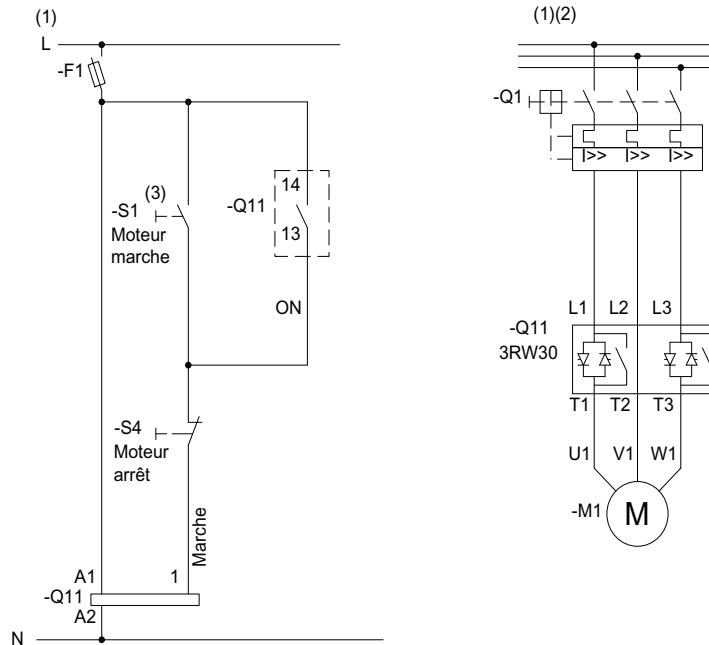 (1)
L
-F1
(3)
-S1
Moteur
marche
14
-Q11
13
ON
-S4
Moteur
arrêt
Marche
A1
1
-Q11
A2
N
(1)(2)
-Q1
I>> I>> I>>
L1 L2 L3
-Q11
3RW30
T1 T2 T3
U1 V1 W1
-M1
M